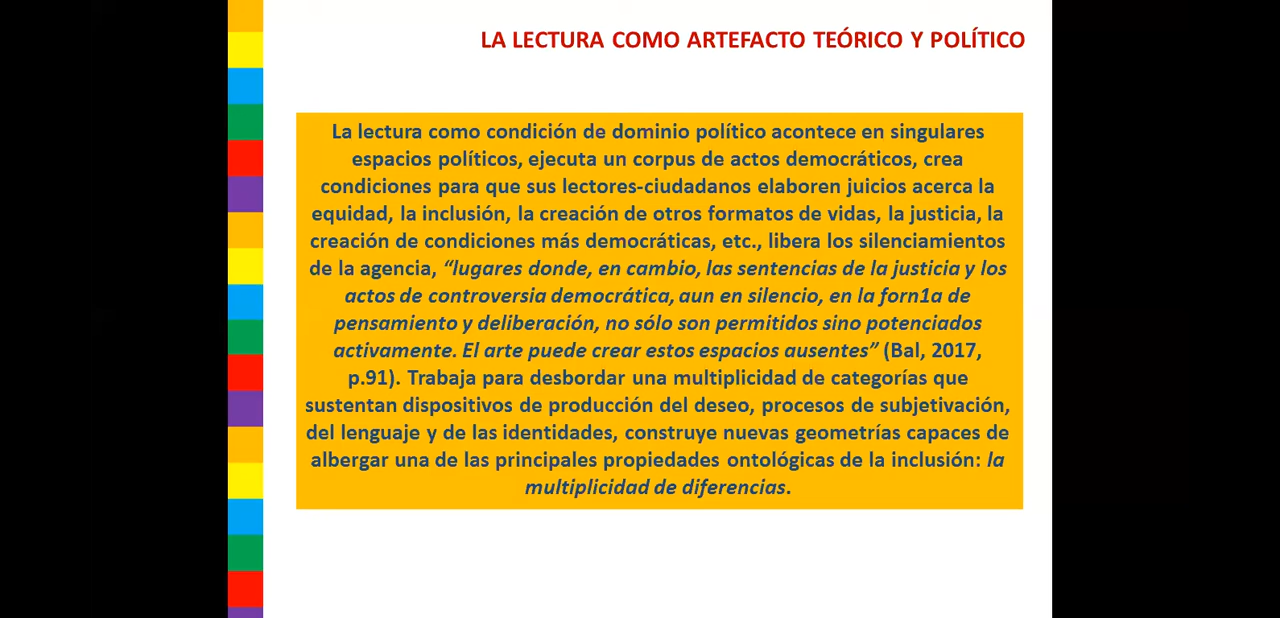 LA LECTURA COMO ARTEFACTO TEÓRICO Y POLÍTICO
La lectura como condición de dominio político acontece en singulares
espacios políticos, ejecuta un corpus de actos democráticos, crea
condiciones para que sus lectores-ciudadanos elaboren juicios acerca la
equidad, la inclusión, la creación de otros formatos de vidas, la justicia, la
creación de condiciones más democráticas, etc., libera los silenciamientos
de la agencia, “lugares donde, en cambio, las sentencias de la justicia y los
actos de controversia democrática, aun en silencio, en la forn1a de
pensamiento y deliberación, no sólo son permitidos sino potenciados
activamente. El arte puede crear estos espacios ausentes” (Bal, 2017,
p.91). Trabaja para desbordar una multiplicidad de categorías que
sustentan dispositivos de producción del deseo, procesos de subjetivación,
del lenguaje y de las identidades, construye nuevas geometrías capaces de
albergar una de las principales propiedades ontológicas de la inclusión: la
multiplicidad de diferencias.